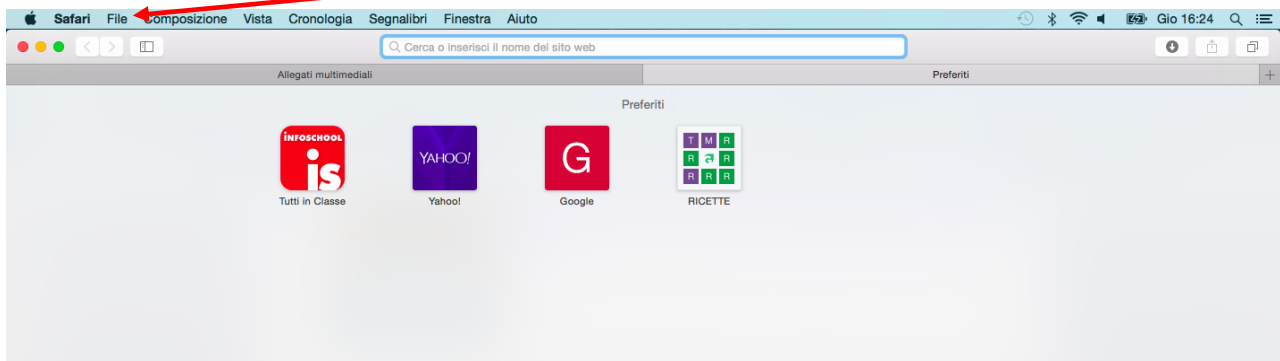 Safari File Composizione Vista Cronologia Segnalibri Finestra Aiuto Gio 16:24
Cerca o inserisci il nome del sito web
Allegati multimediali Preferiti +
Preferiti
INFOSCHOOL
is
YAHOO!
G
T M R
R a R
R R R
Tutti in Classe Yahoo! Google RICETTE